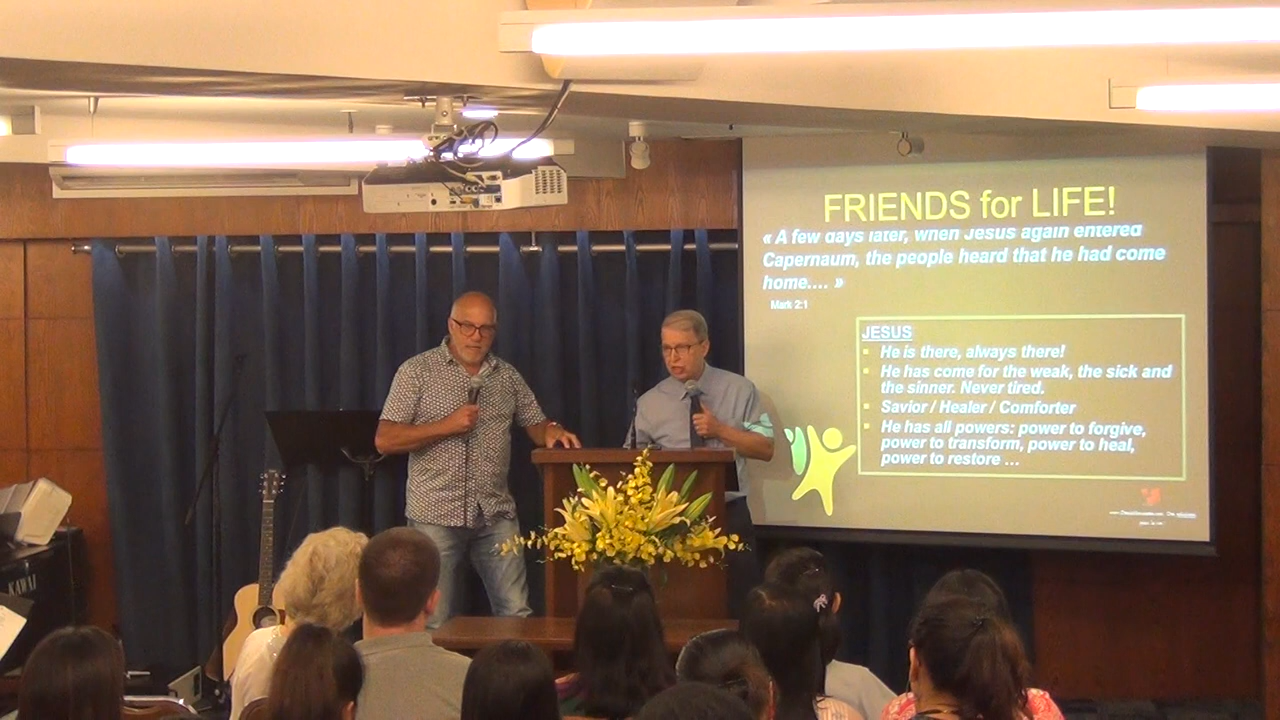 FRIENDS for LIFE!
« A few days later, when Jesus again entered
Capernaum, the people heard that he had come
home.... »
Mark 2:1
JESUS
▪ He is there, always there!
▪ He has come for the weak, the sick and
the sinner. Never tired.
▪ Savior / Healer / Comforter
▪ He has all powers: power to forgive,
power to transform, power to heal,
power to restore ...
KAWAI